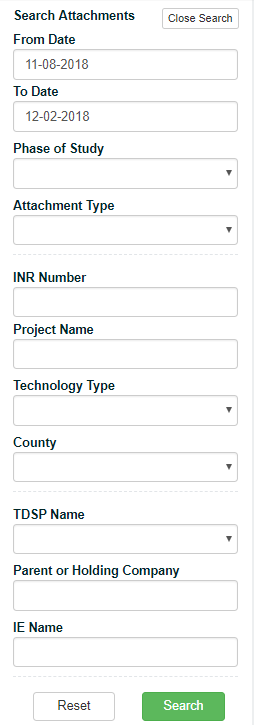 Search Attachments Close Search
From Date
11-08-2018
To Date
12-02-2018
Phase of Study
Attachment Type
INR Number
Project Name
Technology Type
County
TDSP Name
Parent or Holding Company
IE Name
Reset Search